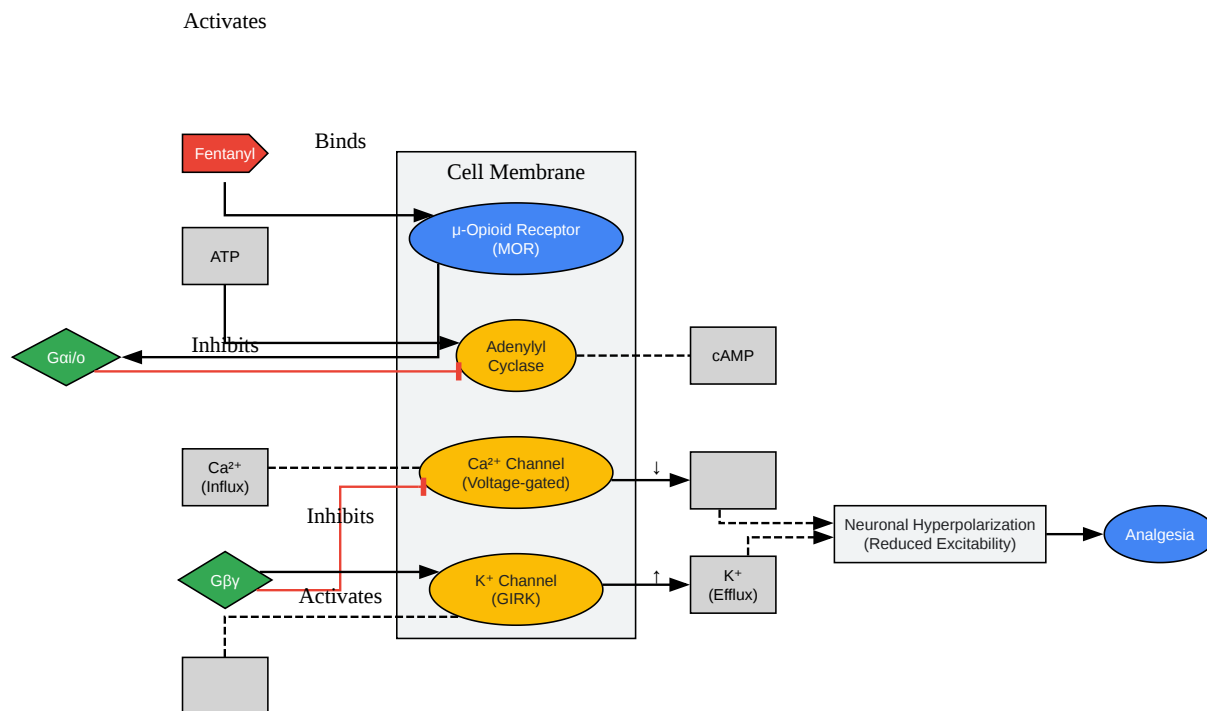 Activates
Binds
Fentanyl
Cell Membrane
μ-Opioid Receptor
(MOR)
ATP
Inhibits
Gαi/o
Adenylyl
Cyclase
cAMP
Ca²⁺
(Influx)
Ca²⁺ Channel
(Voltage-gated)
↓
Inhibits
Neuronal Hyperpolarization
(Reduced Excitability)
Analgesia
Gβγ
Activates
K⁺ Channel
(GIRK)
↑
K⁺
(Efflux)